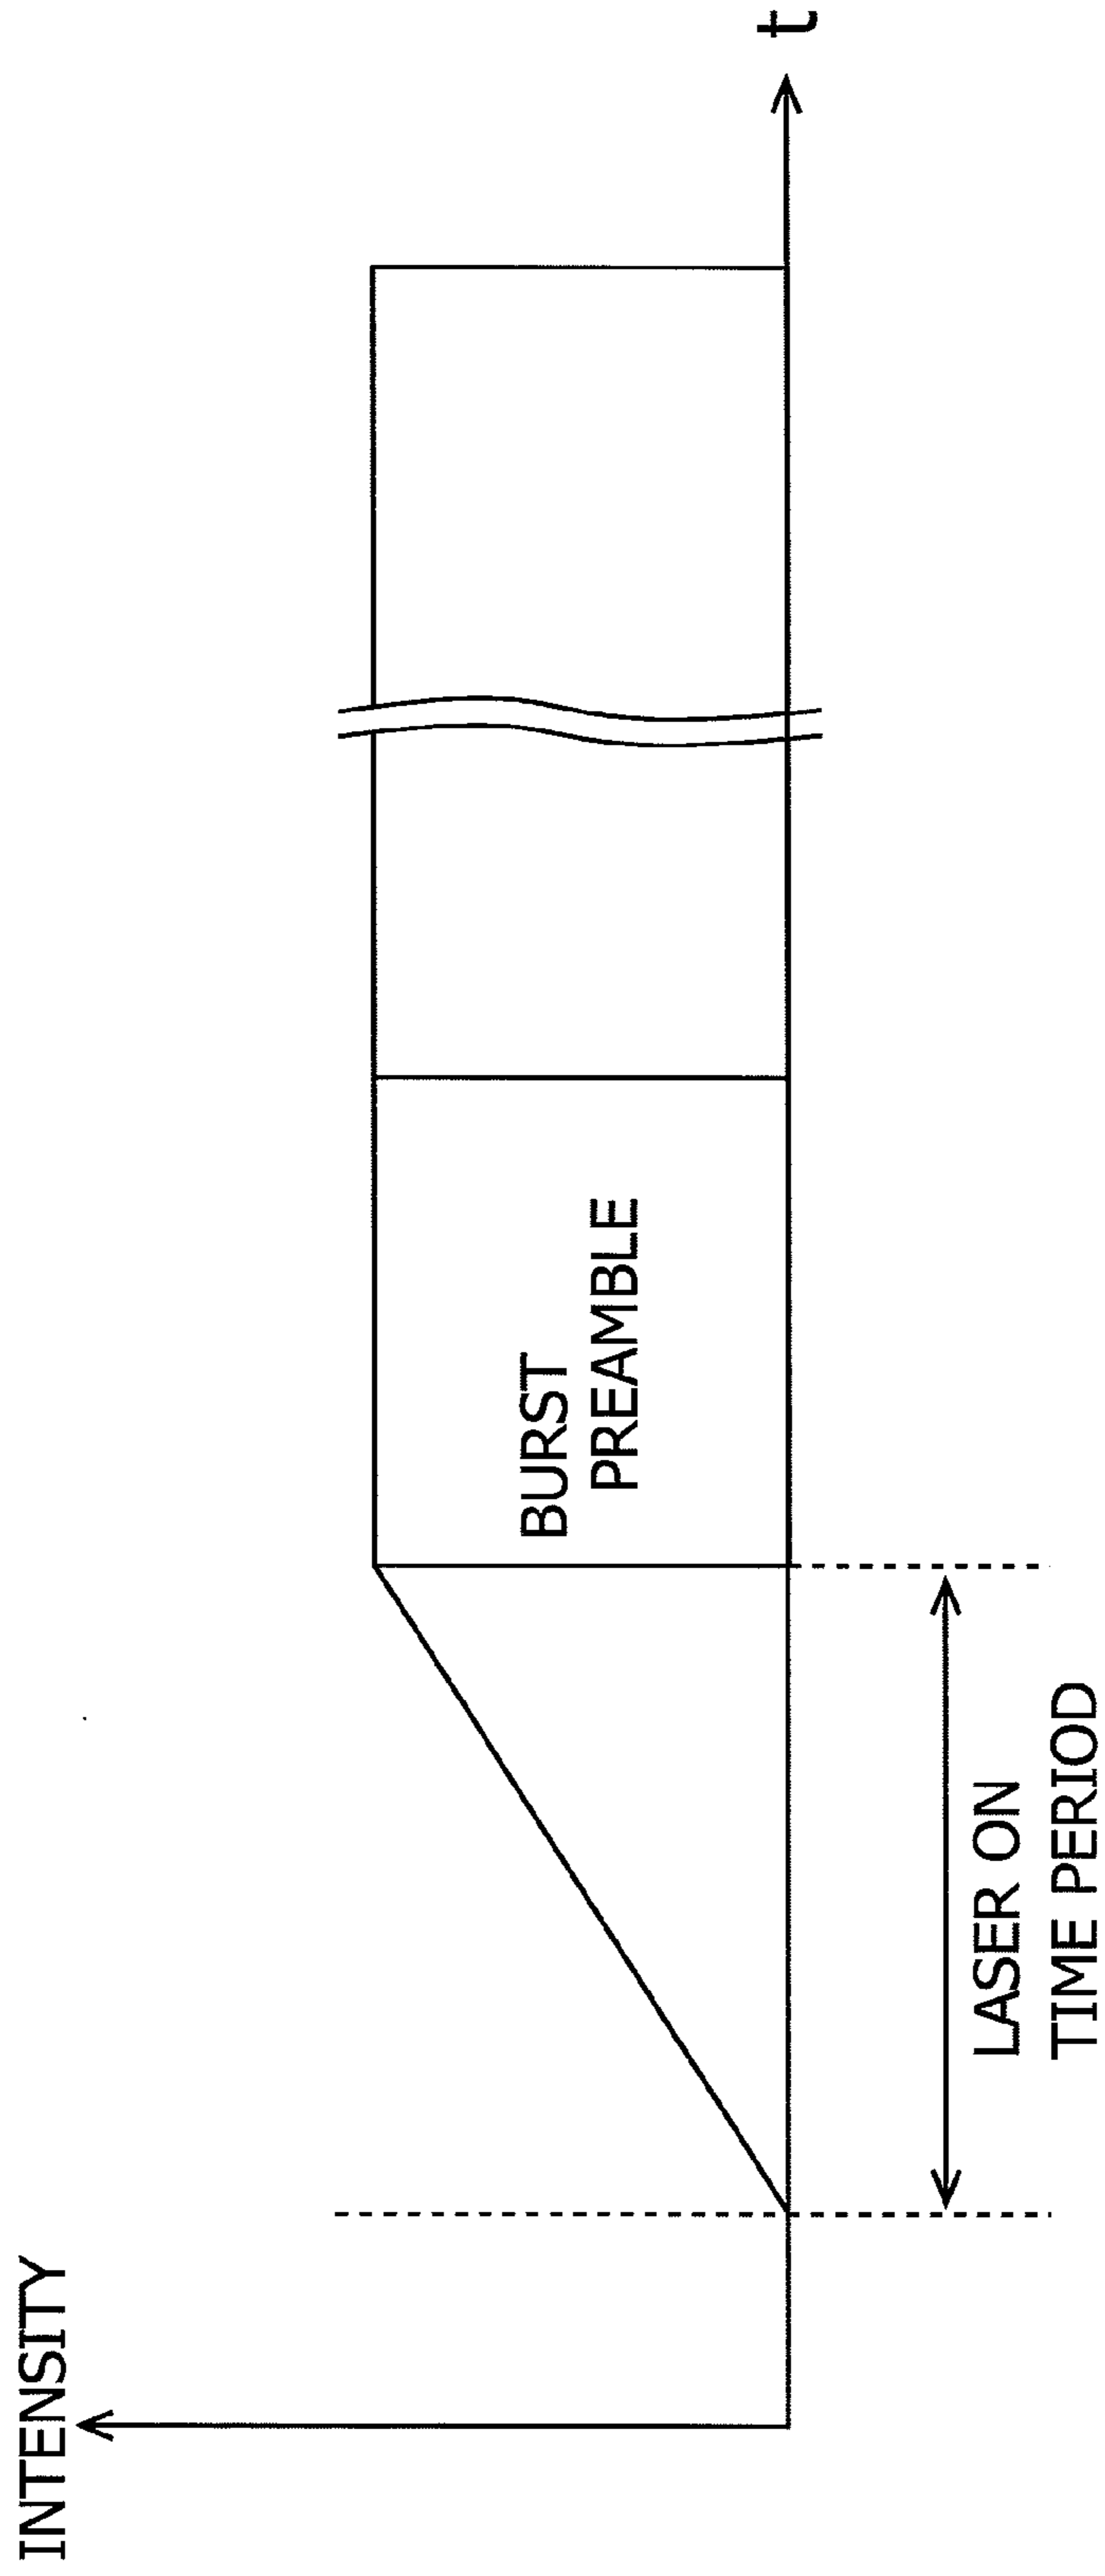 INTENSITY
BURST
PREAMBLE
t
LASER ON
TIME PERIOD